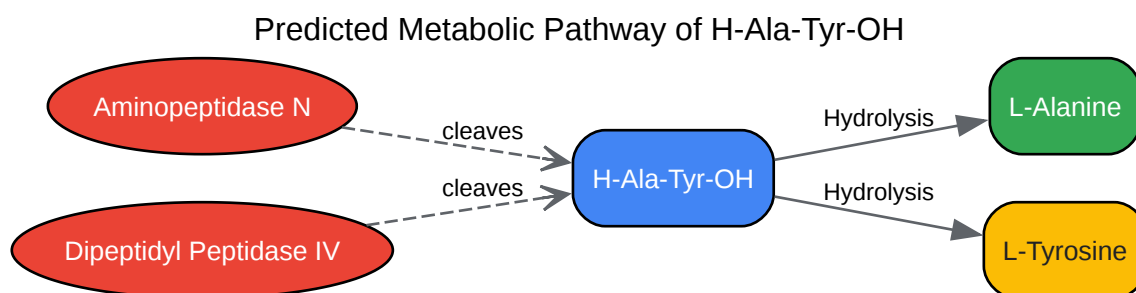 Predicted Metabolic Pathway of H-Ala-Tyr-OH
Aminopeptidase N
cleaves
Hydrolysis
L-Alanine
H-Ala-Tyr-OH
cleaves
Hydrolysis
Dipeptidyl Peptidase IV
L-Tyrosine